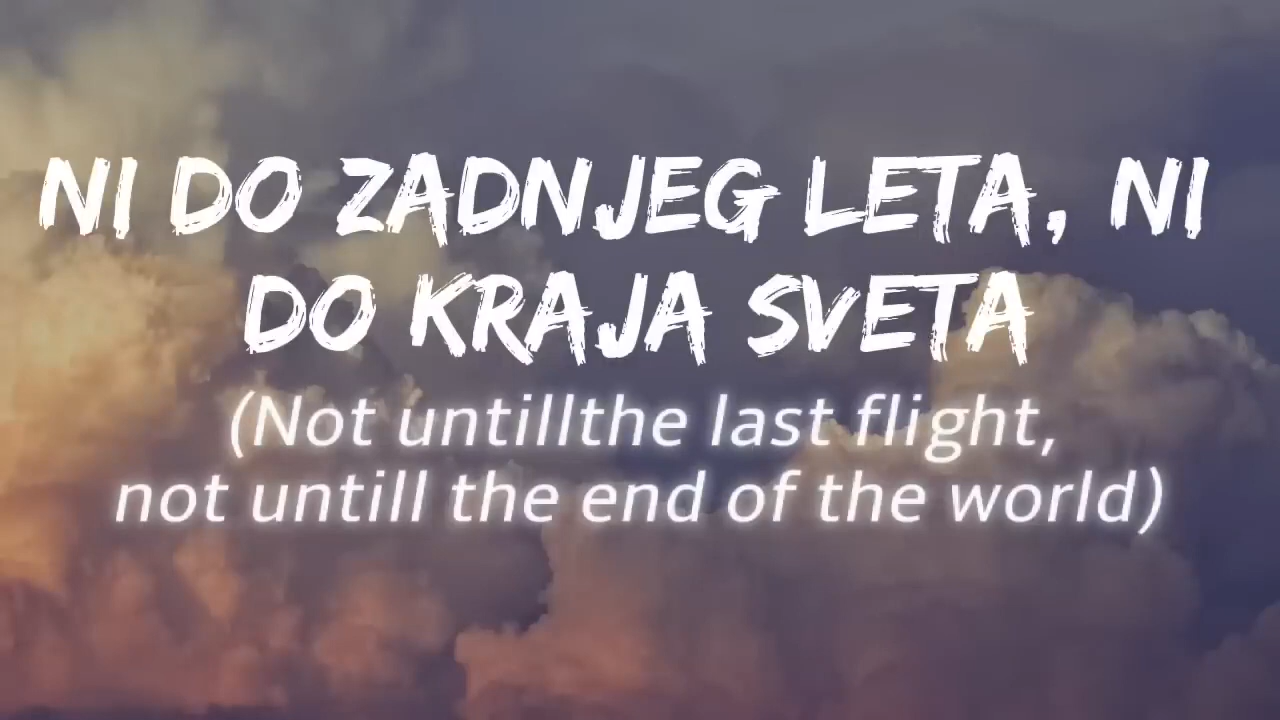 NI DO ZADNJEG LETA, NI
DO KRAJA SVETA
(Not untillthe last flight,
not untill the end of the world)